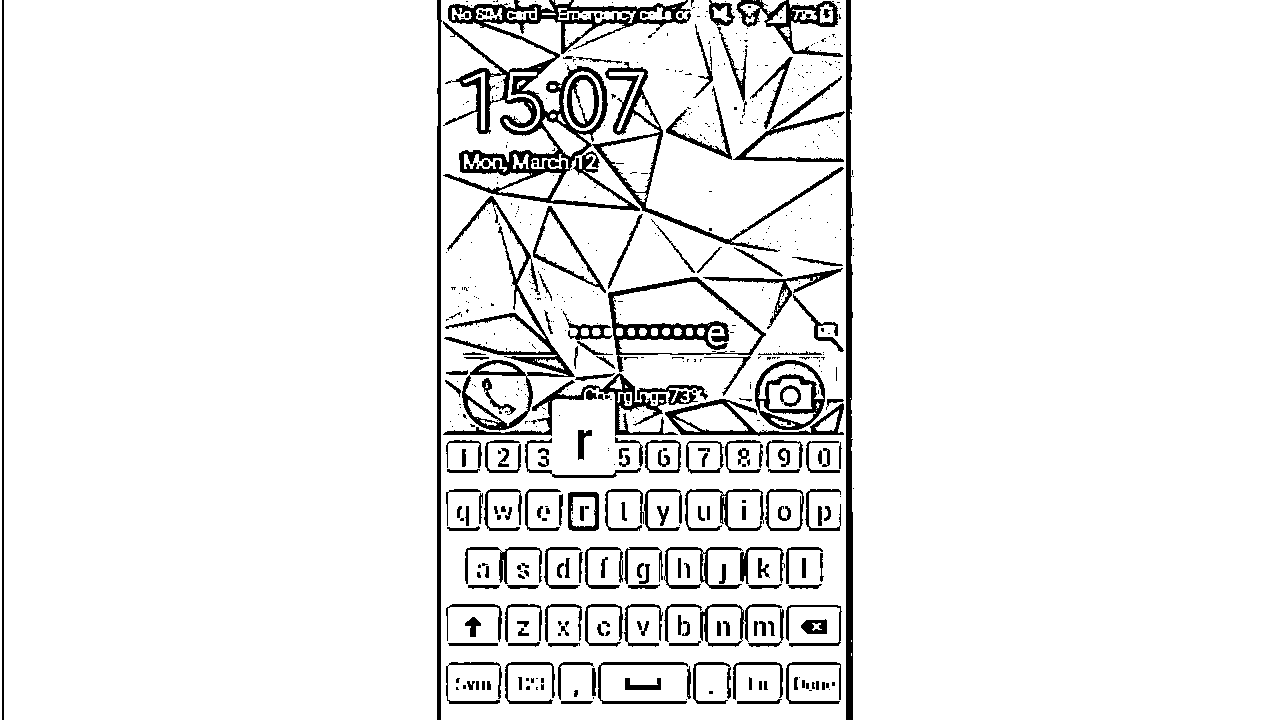 No SIM card – Emergency calls or 73%
15:07
Mon, March 12
e
Charging: 73%
r
1 2 3 5 6 7 8 9 0
q w e r t y u i o p
a s d f g h j k l
z x c v b n m
Sym 123 , . En Done